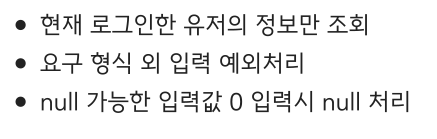 • 현재 로그인한 유저의 정보만 조회
• 요구 형식 외 입력 예외처리
• null 가능한 입력값 0 입력시 null 처리